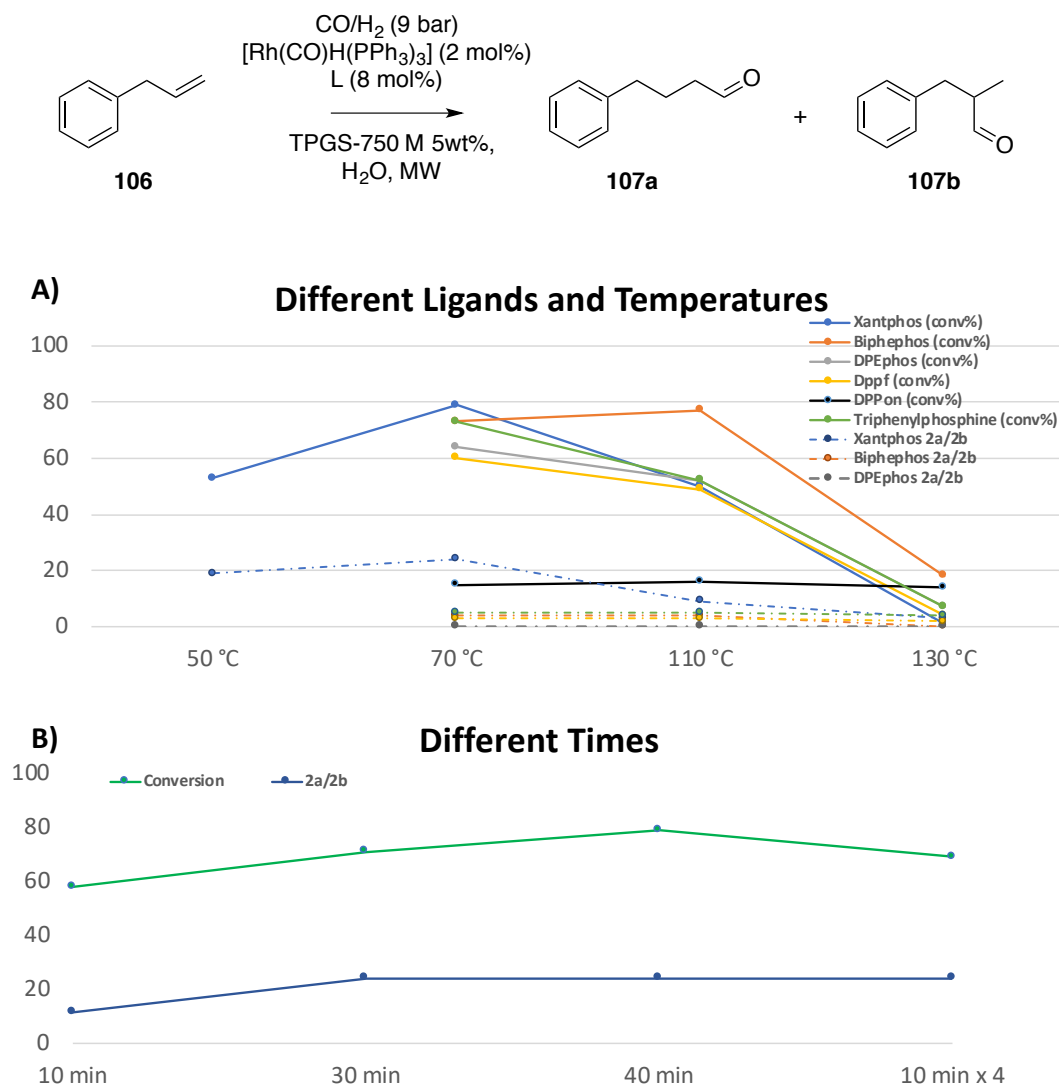 CO/H₂ (9 bar)
[Rh(CO)H(PPh₃)₃] (2 mol%)
L (8 mol%)
TPGS-750 M 5wt%,
H₂O, MW
O
+
O
106
107a
107b
A)
Different Ligands and Temperatures
Xantphos (conv%)
Biphephos (conv%)
DPEphos (conv%)
Dppf (conv%)
DPPon (conv%)
Triphenylphosphine (conv%)
Xantphos 2a/2b
Biphephos 2a/2b
DPEphos 2a/2b
100
80
60
40
20
0
50 °C 70 °C 110 °C 130 °C
B)
Different Times
Conversion 2a/2b
100
80
60
40
20
0
10 min 30 min 40 min 10 min x 4